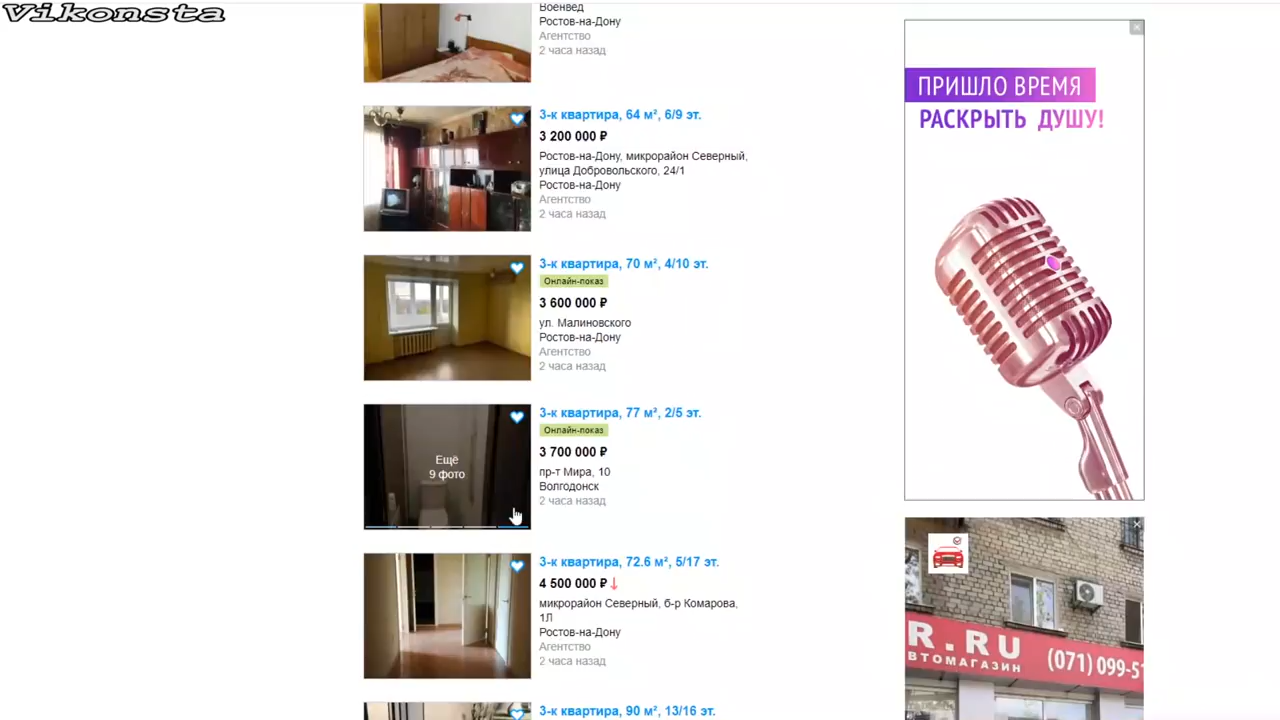 Vikonsta
Военвед
Ростов-на-Дону
Агентство
2 часа назад
3-к квартира, 64 м², 6/9 эт.
3 200 000 ₽
Ростов-на-Дону, микрорайон Северный,
улица Добровольского, 24/1
Ростов-на-Дону
Агентство
2 часа назад
3-к квартира, 70 м², 4/10 эт.
Онлайн-показ
3 600 000 ₽
ул. Малиновского
Ростов-на-Дону
Агентство
2 часа назад
Ещё
9 фото
3-к квартира, 77 м², 2/5 эт.
Онлайн-показ
3 700 000 ₽
пр-т Мира, 10
Волгодонск
2 часа назад
3-к квартира, 72.6 м², 5/17 эт.
4 500 000 ₽↓
микрорайон Северный, б-р Комарова,
1Л
Ростов-на-Дону
Агентство
2 часа назад
3-к квартира, 90 м², 13/16 эт.
ПРИШЛО ВРЕМЯ
РАСКРЫТЬ ДУШУ!
R.RU
ВТОМАГАЗИН
(071) 099-5